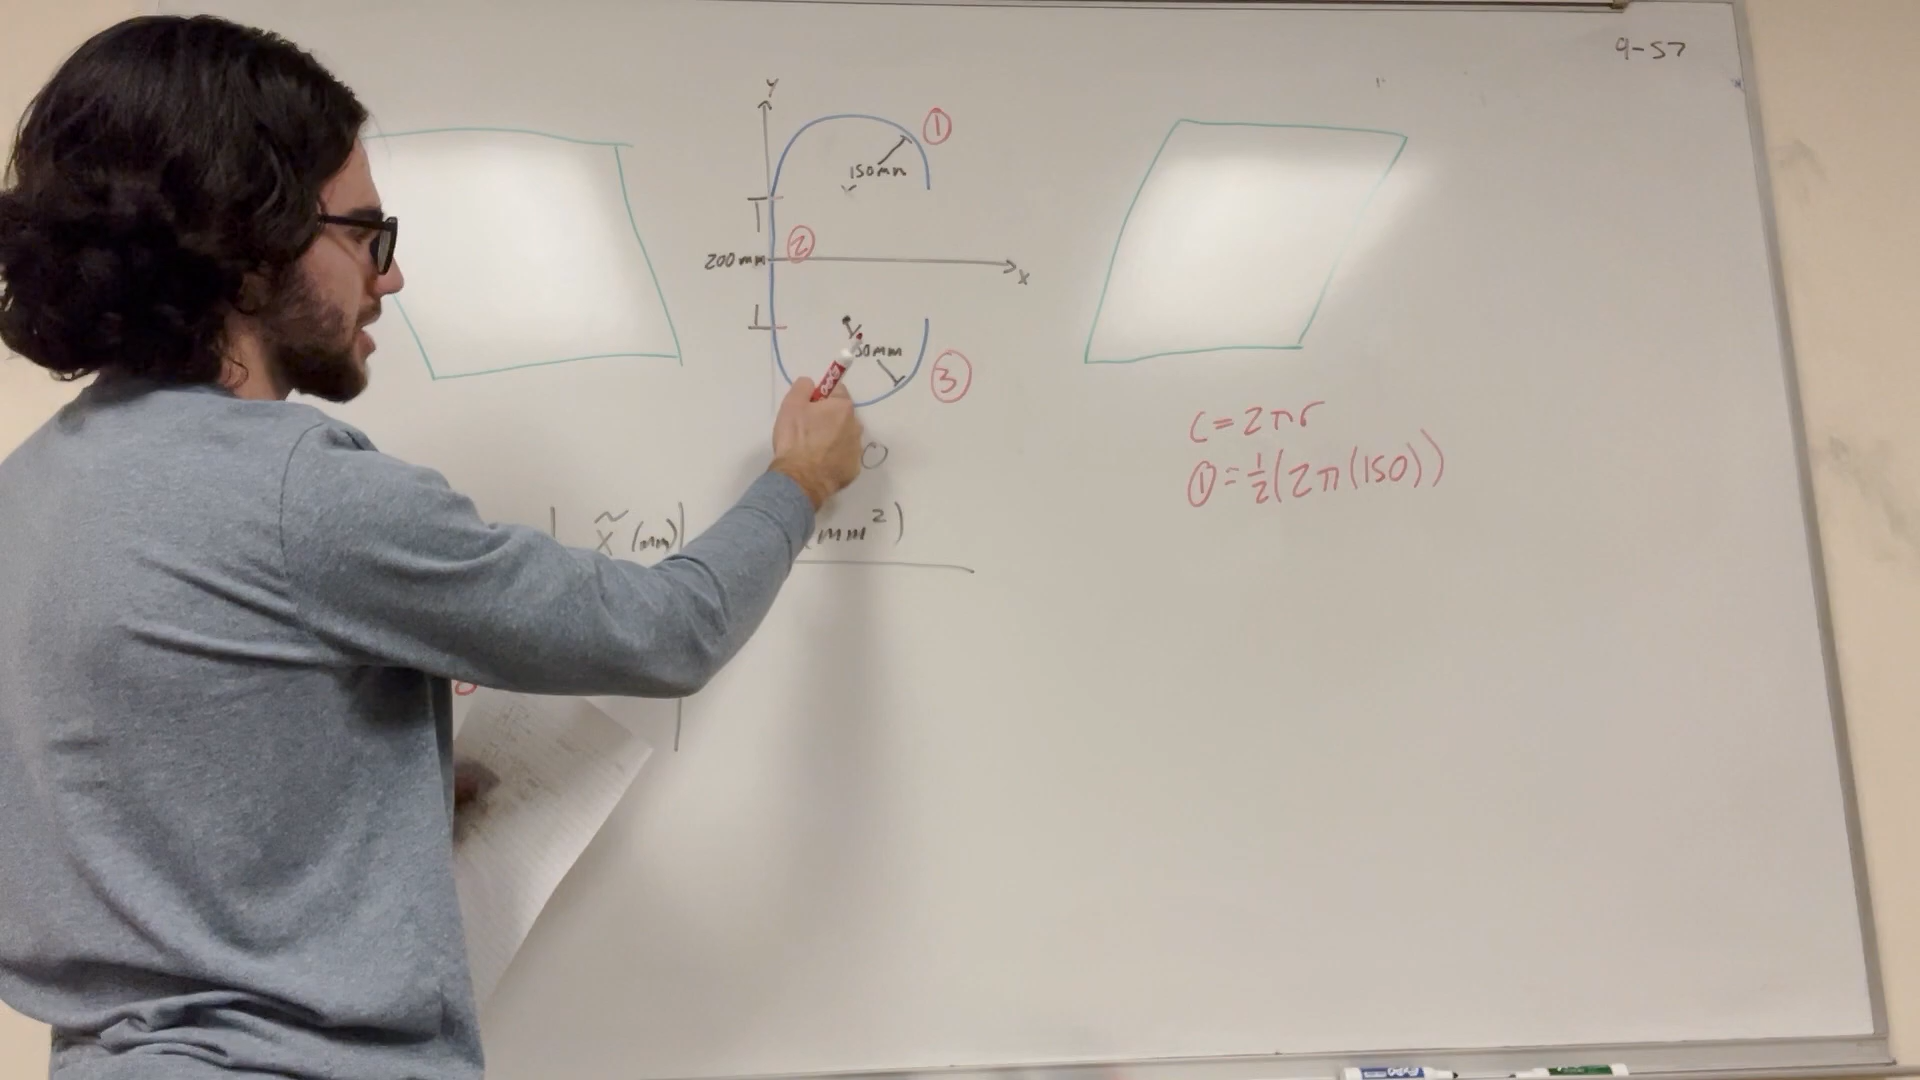 9-57
Y
①
150mm
②
200mm
X
50mm
③
C=2πr
①=½(2π(150))
x̃ (mm)
(mm²)